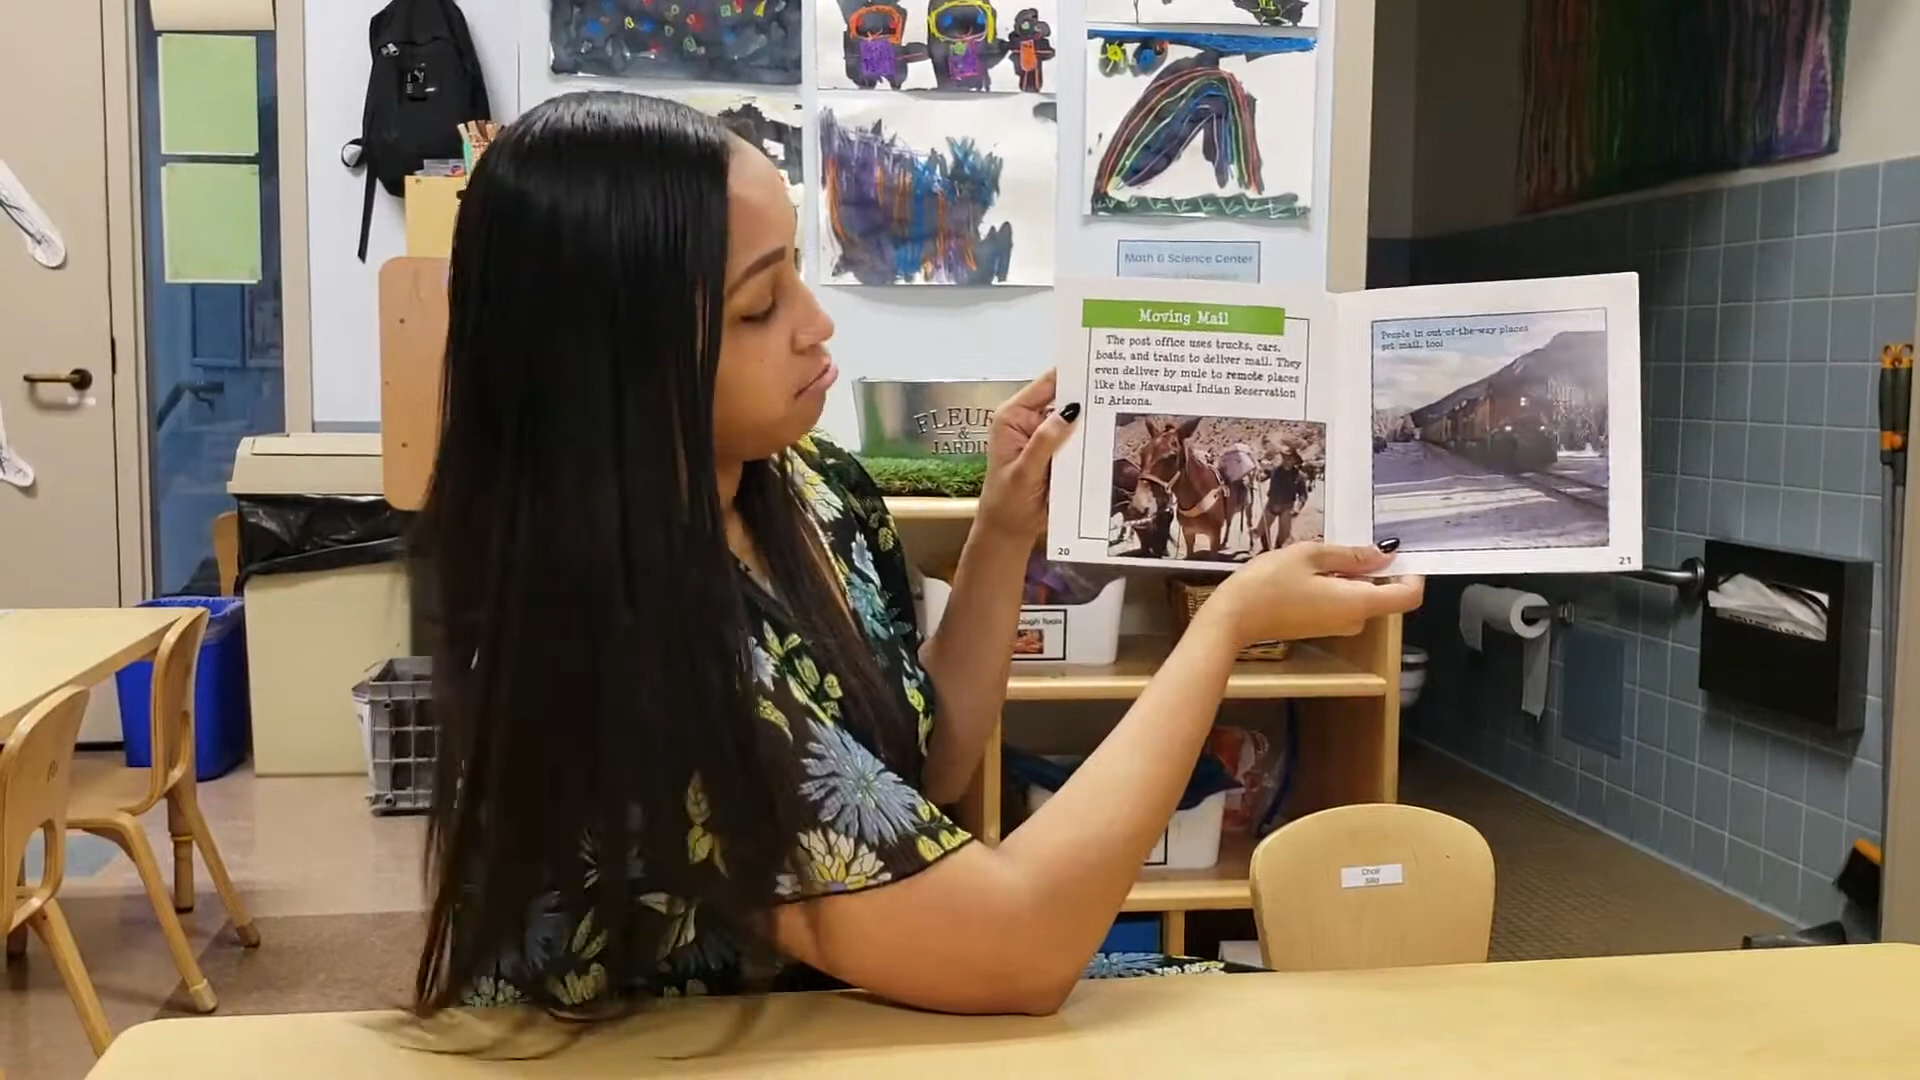 Math & Science Center
FLEUR
&
JARDIN
Moving Mail
The post office uses trucks, cars,
boats, and trains to deliver mail. They
even deliver by mule to remote places
like the Havasupai Indian Reservation
in Arizona.
20
People in out-of-the-way places
get mail, too!
21
ough Tools
Chair
Silla